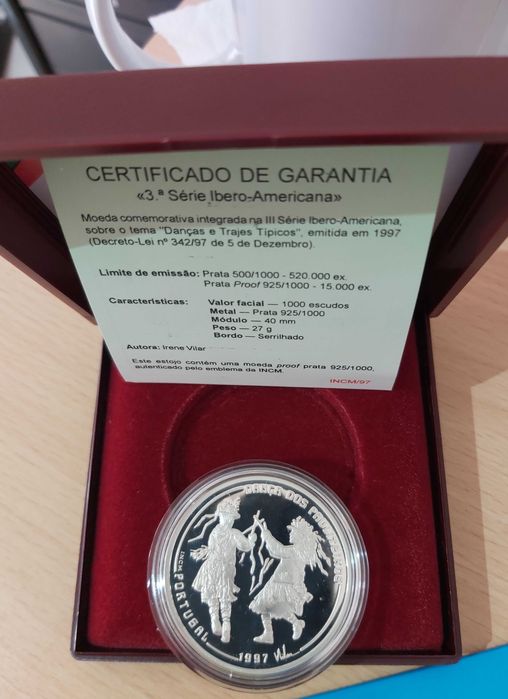 CERTIFICADO DE GARANTIA
«3.ª Série Ibero-Americana»
Moeda comemorativa integrada na III Série Ibero-Americana,
sobre o tema "Danças e Trajes Típicos", emitida em 1997
(Decreto-Lei nº 342/97 de 5 de Dezembro).
Limite de emissão: Prata 500/1000 - 520.000 ex.
Prata Proof 925/1000 - 15.000 ex.
Características: Valor facial — 1000 escudos
Metal — Prata 925/1000
Módulo — 40 mm
Peso — 27 g
Bordo — Serrilhado
Autora: Irene Vilar
Este estojo contém uma moeda proof prata 925/1000,
autenticado pelo emblema da INCM.
INCM/97
DANÇA DOS PAULITEIROS
INCM PORTUGAL
1997